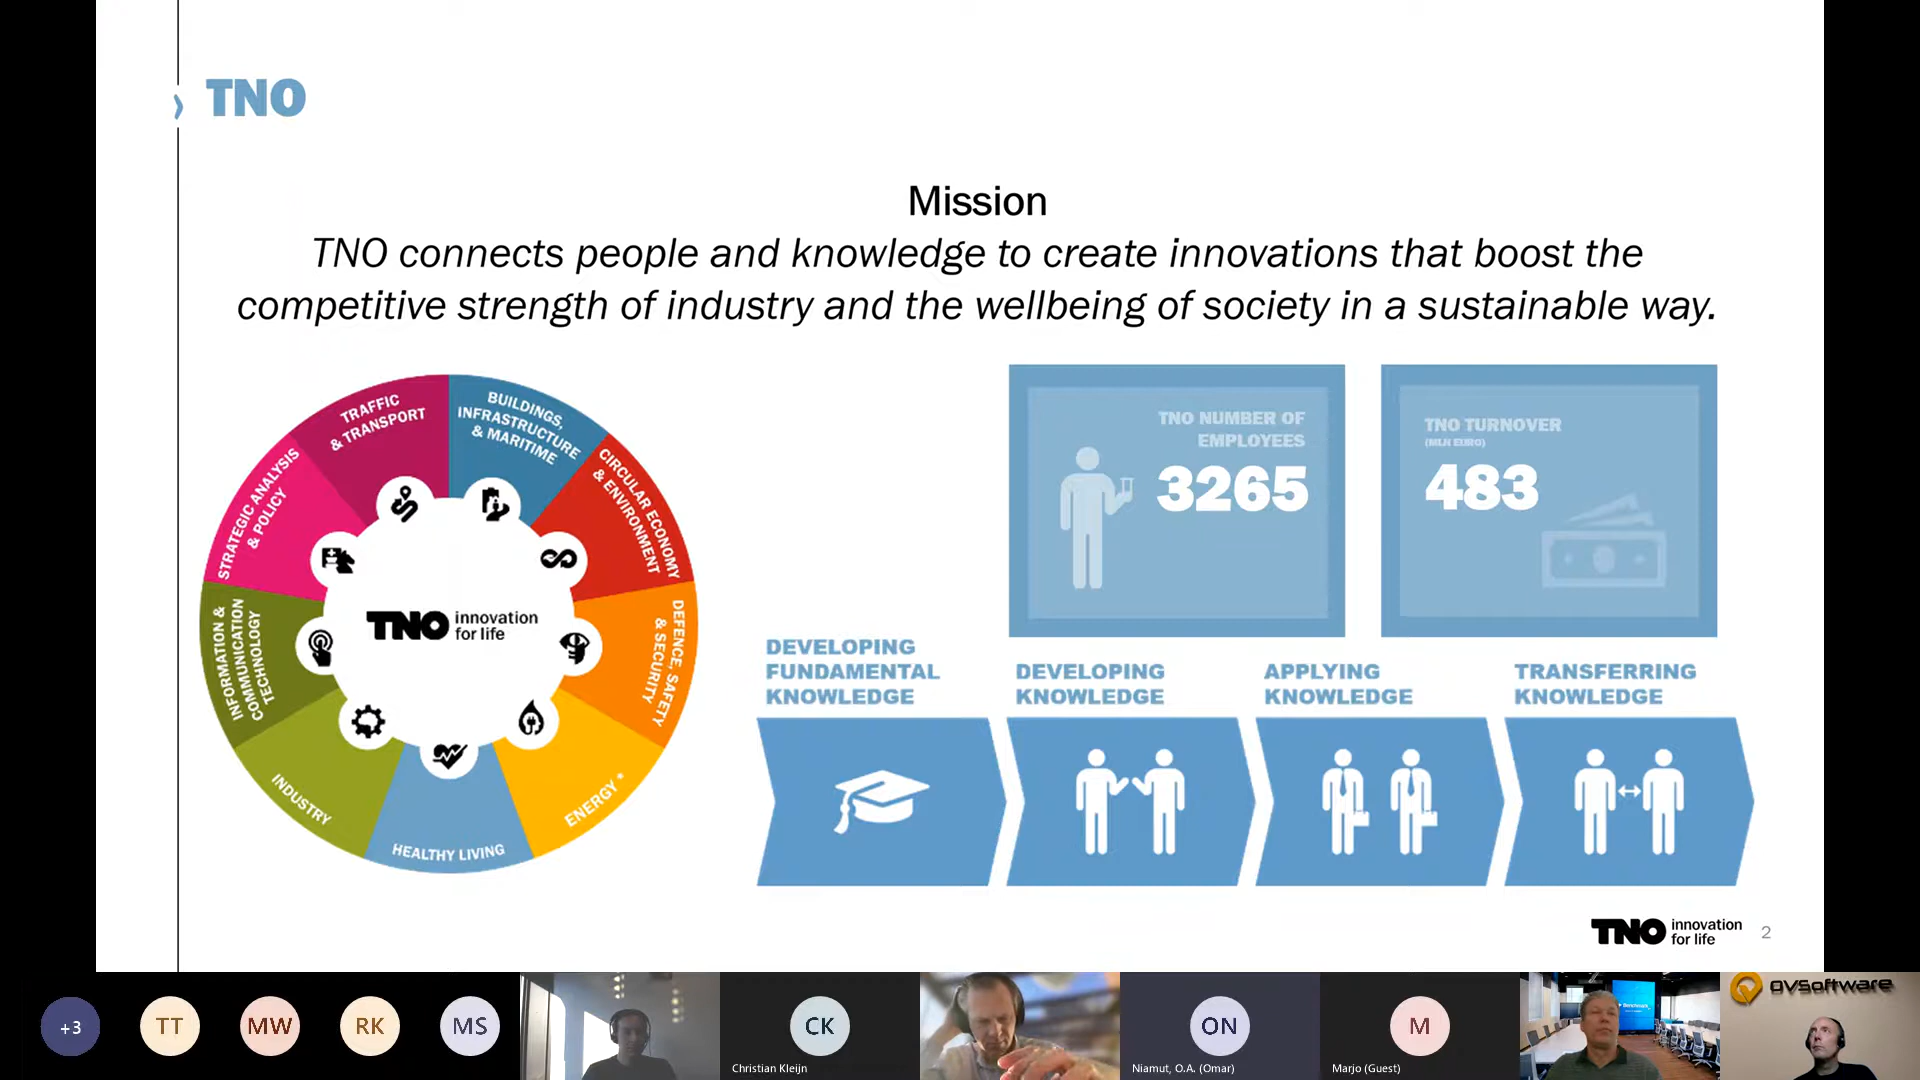 TNO
Mission
TNO connects people and knowledge to create innovations that boost the
competitive strength of industry and the wellbeing of society in a sustainable way.
TRAFFIC
& TRANSPORT
BUILDINGS,
INFRASTRUCTURE
& MARITIME
CIRCULAR ECONOMY
& ENVIRONMENT
DEFENCE, SAFETY
& SECURITY
ENERGY *
HEALTHY LIVING
INDUSTRY
INFORMATION &
COMMUNICATION
TECHNOLOGY
STRATEGIC ANALYSIS
& POLICY
TNO innovation
for life
TNO NUMBER OF
EMPLOYEES
3265
TNO TURNOVER
(MLN EURO)
483
DEVELOPING
FUNDAMENTAL
KNOWLEDGE
DEVELOPING
KNOWLEDGE
APPLYING
KNOWLEDGE
TRANSFERRING
KNOWLEDGE
TNO innovation
for life
2
+3
TT
MW
RK
MS
CK
Christian Kleijn
ON
Niamut, O.A. (Omar)
M
Marjo (Guest)
Benchmark
QVSoftware